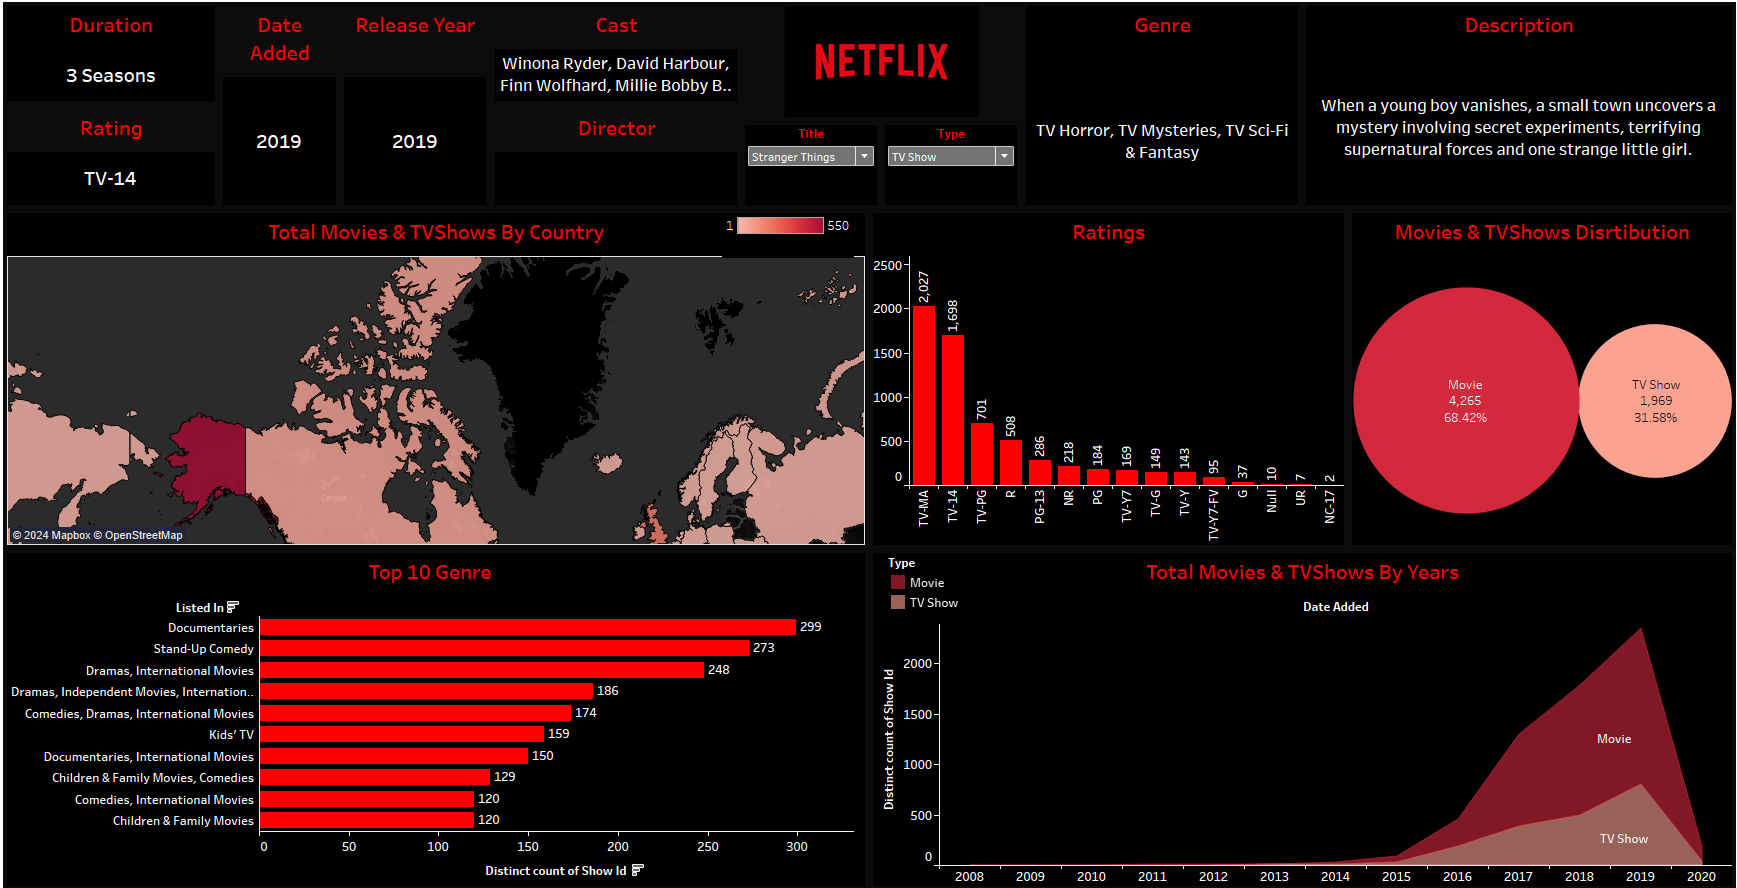 Duration
3 Seasons
Rating
TV-14
Date
Added
2019
Release Year
2019
Cast
Winona Ryder, David Harbour,
Finn Wolfhard, Millie Bobby B..
Director
NETFLIX
Title
Stranger Things
Type
TV Show
Genre
TV Horror, TV Mysteries, TV Sci-Fi
& Fantasy
Description
When a young boy vanishes, a small town uncovers a
mystery involving secret experiments, terrifying
supernatural forces and one strange little girl.
Total Movies & TVShows By Country
1 550
Canada
© 2024 Mapbox © OpenStreetMap
Ratings
2500
2000
1500
1000
500
0
2,027
1,698
701
508
286
218
184
169
149
143
95
37
10
7
2
TV-MA
TV-14
TV-PG
R
PG-13
NR
PG
TV-Y7
TV-G
TV-Y
TV-Y7-FV
G
Null
UR
NC-17
Movies & TVShows Disrtibution
Movie
4,265
68.42%
TV Show
1,969
31.58%
Top 10 Genre
Listed In
Documentaries 299
Stand-Up Comedy 273
Dramas, International Movies 248
Dramas, Independent Movies, Internation.. 186
Comedies, Dramas, International Movies 174
Kids' TV 159
Documentaries, International Movies 150
Children & Family Movies, Comedies 129
Comedies, International Movies 120
Children & Family Movies 120
0 50 100 150 200 250 300
Distinct count of Show Id
Type
Movie
TV Show
Total Movies & TVShows By Years
Date Added
Distinct count of Show Id
2000
1500
1000
500
0
Movie
TV Show
2008 2009 2010 2011 2012 2013 2014 2015 2016 2017 2018 2019 2020